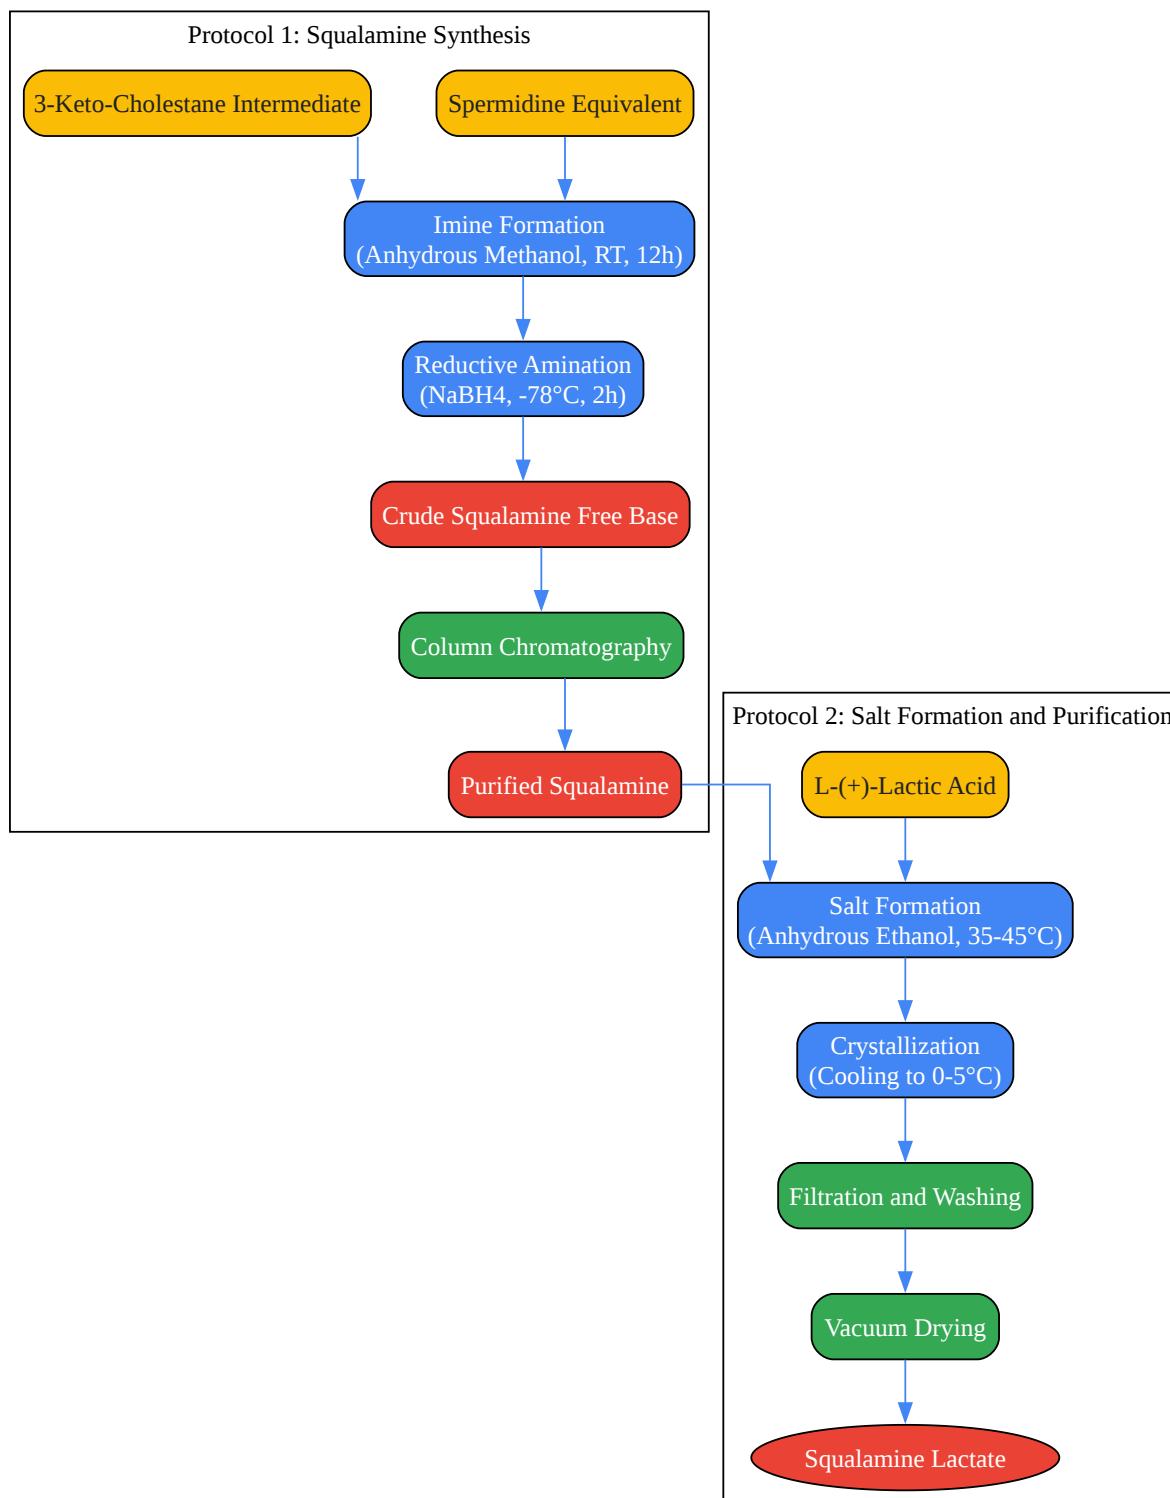 Protocol 1: Squalamine Synthesis
3-Keto-Cholestane Intermediate
Spermidine Equivalent
Imine Formation
(Anhydrous Methanol, RT, 12h)
Reductive Amination
(NaBH4, -78°C, 2h)
Crude Squalamine Free Base
Column Chromatography
Purified Squalamine
Protocol 2: Salt Formation and Purification
L-(+)-Lactic Acid
Salt Formation
(Anhydrous Ethanol, 35-45°C)
Crystallization
(Cooling to 0-5°C)
Filtration and Washing
Vacuum Drying
Squalamine Lactate